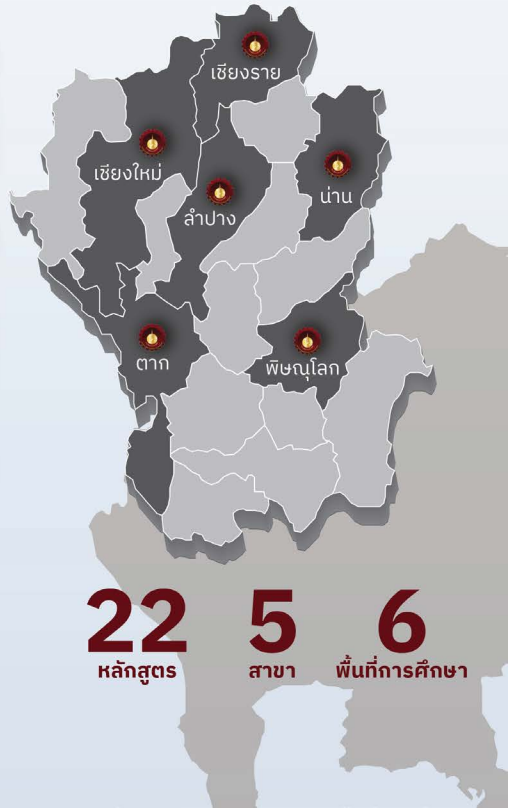 เชียงราย
เชียงใหม่
น่าน
ลำปาง
ตาก
พิษณุโลก
22 5 6
หลักสูตร สาขา พื้นที่การศึกษา